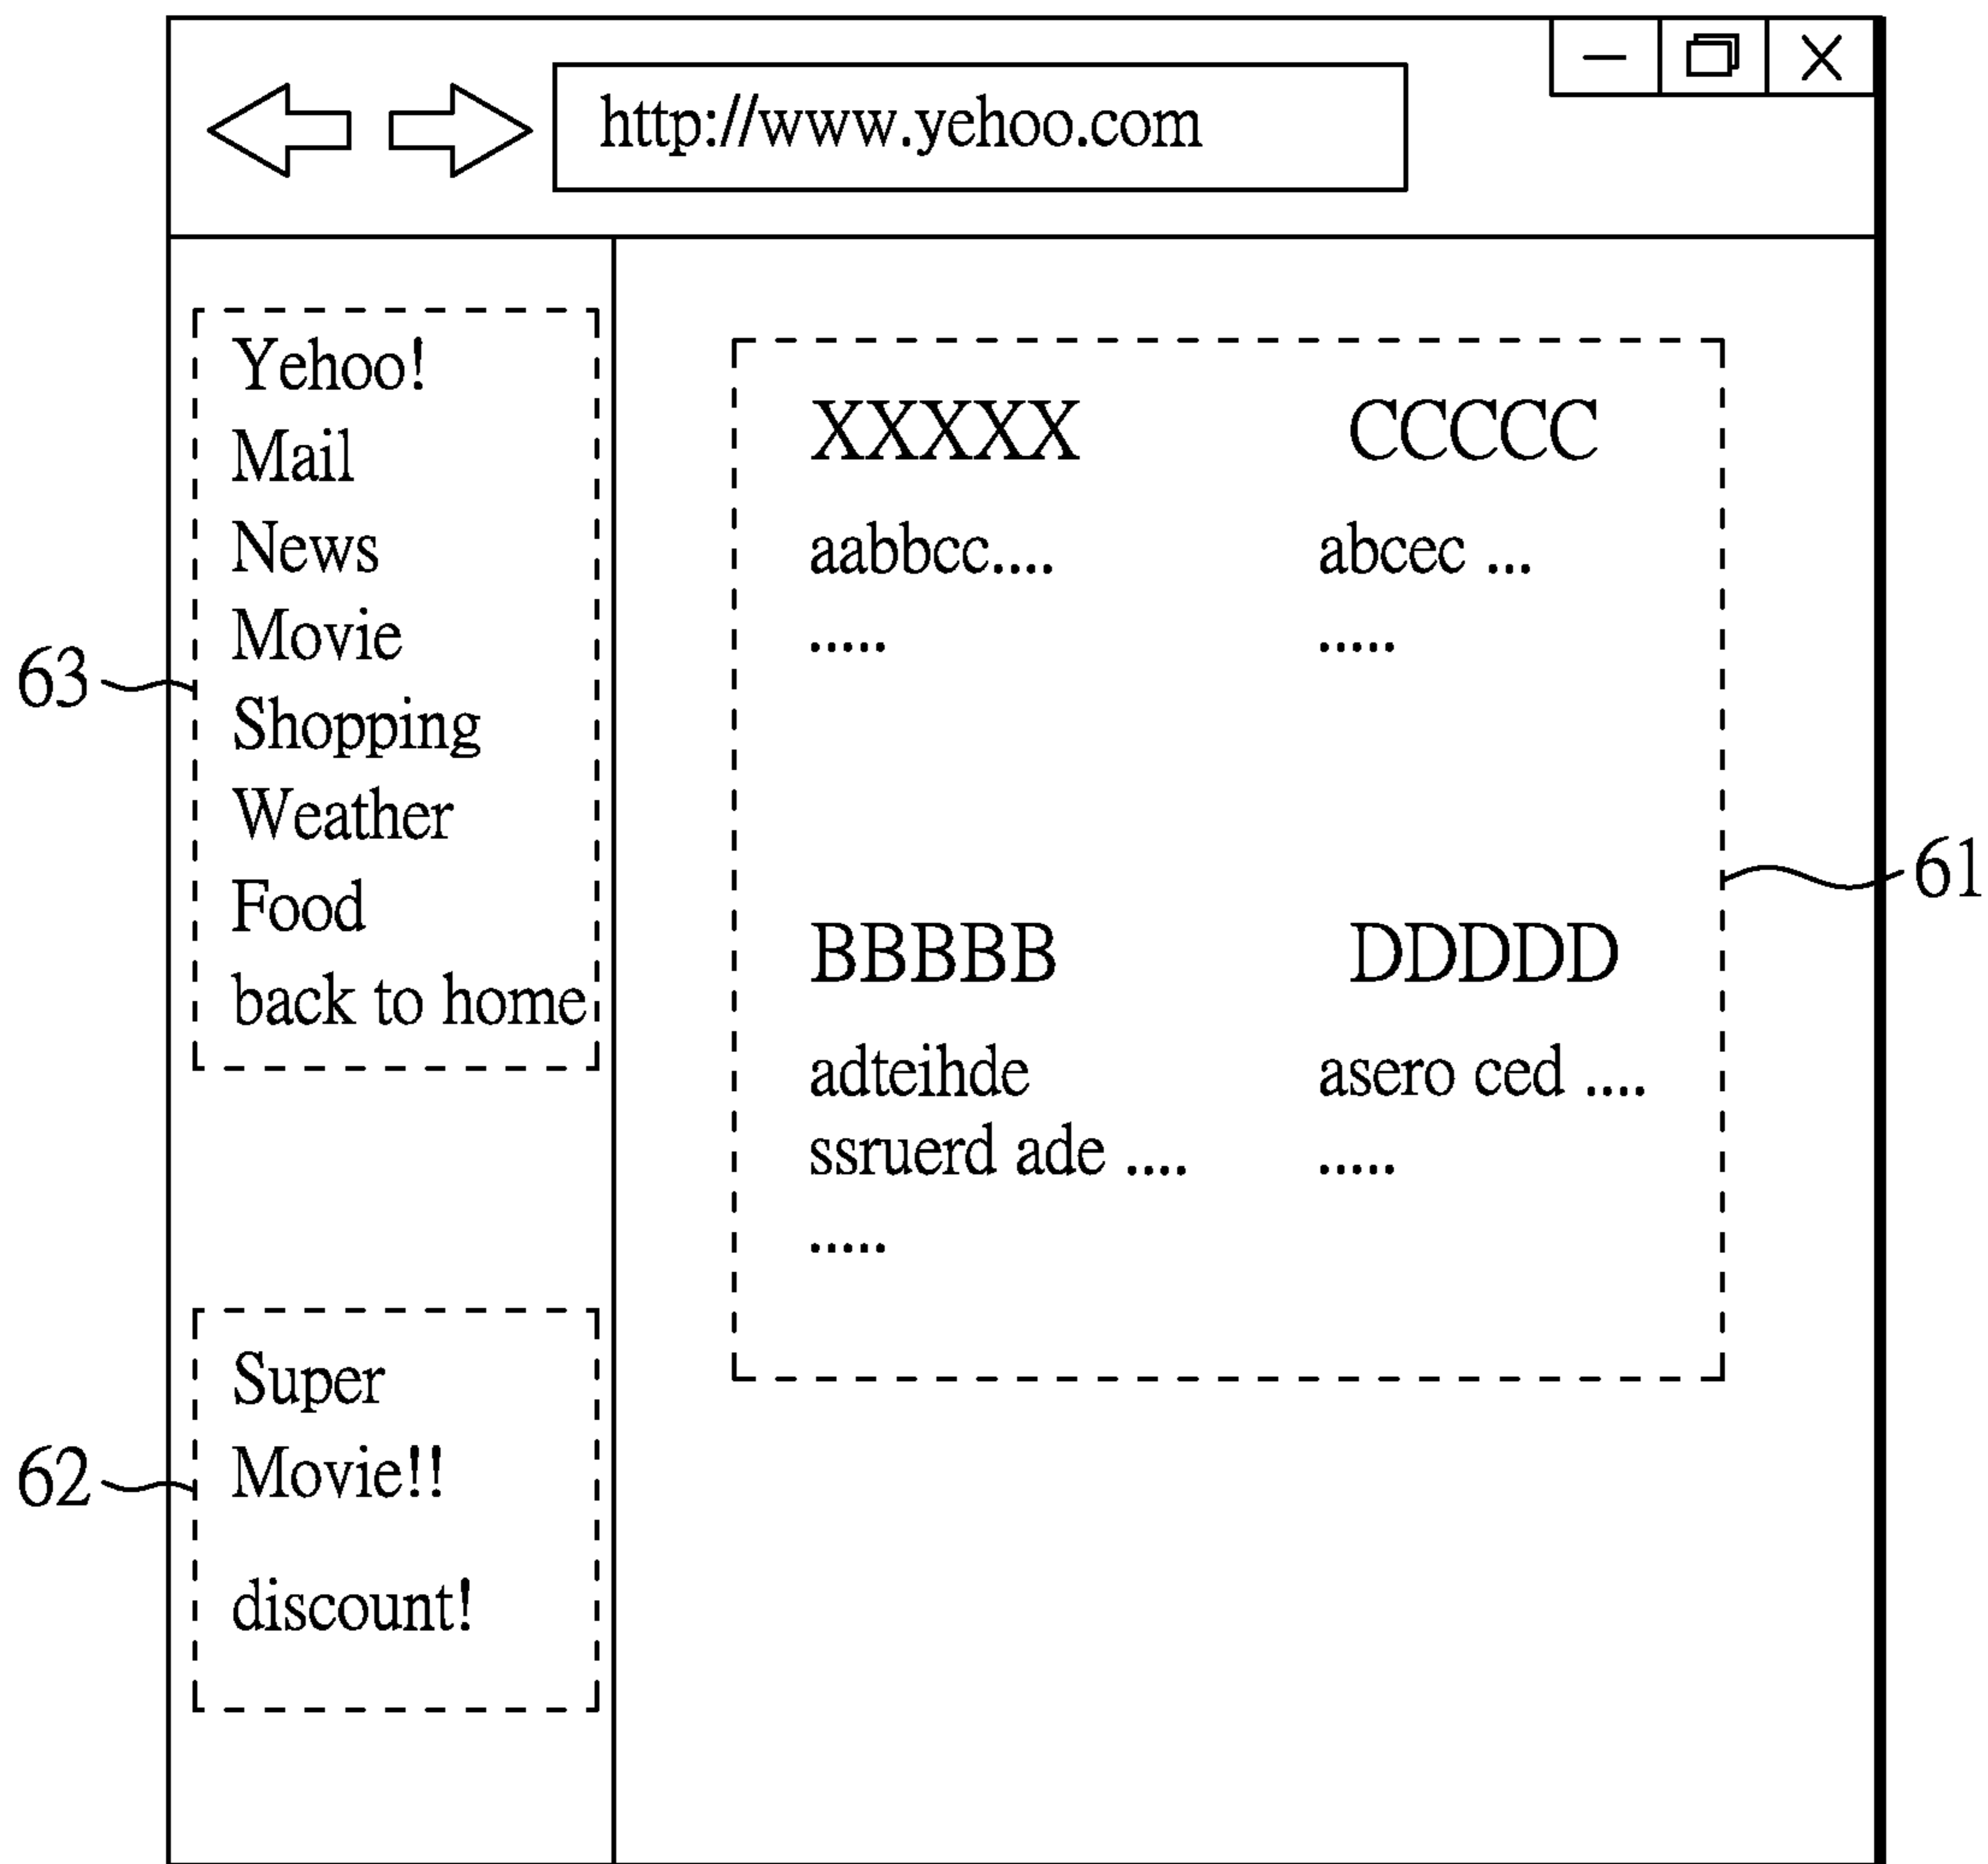 http://www.yehoo.com
Yehoo!
Mail
News
Movie
Shopping
Weather
Food
back to home
63
Super
Movie!!
discount!
62
XXXXX
aabbcc....
.....
CCCCC
abcec ...
.....
BBBBB
adteihde
ssruerd ade ....
.....
DDDDD
asero ced ....
.....
61